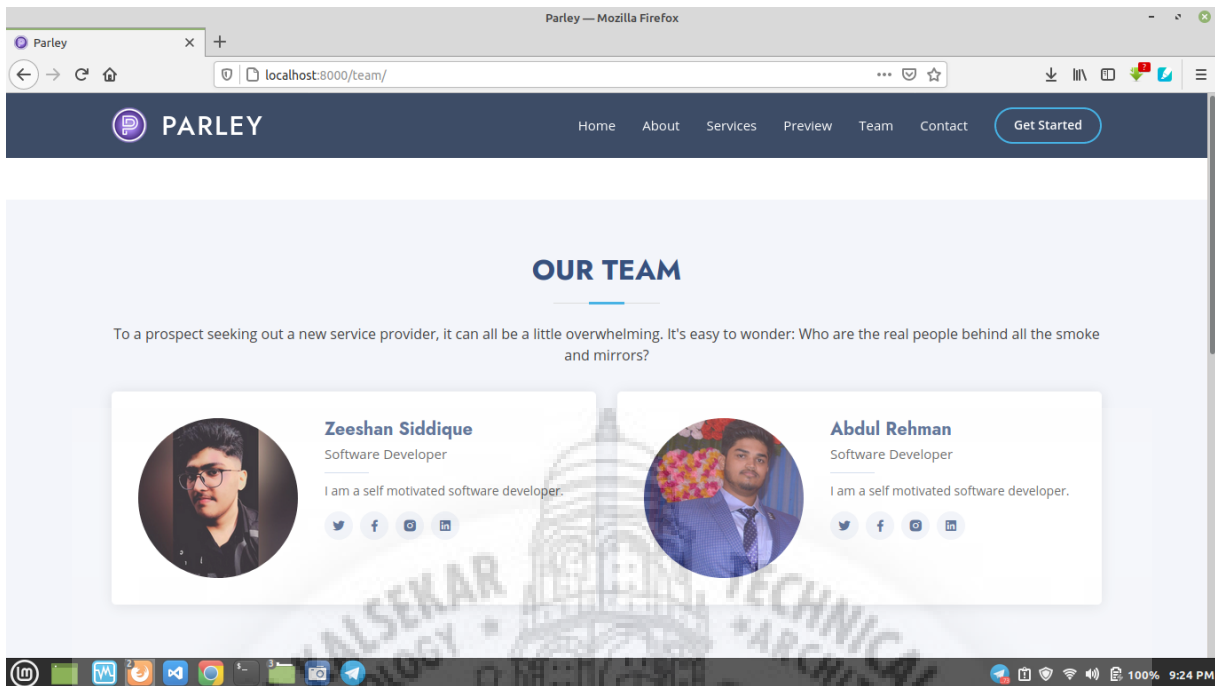 Parley — Mozilla Firefox
Parley
localhost:8000/team/
PARLEY
Home About Services Preview Team Contact Get Started
OUR TEAM
To a prospect seeking out a new service provider, it can all be a little overwhelming. It's easy to wonder: Who are the real people behind all the smoke
and mirrors?
Zeeshan Siddique
Software Developer
I am a self motivated software developer.
Abdul Rehman
Software Developer
I am a self motivated software developer.
KALSEKAR TECHNICAL
100% 9:24 PM